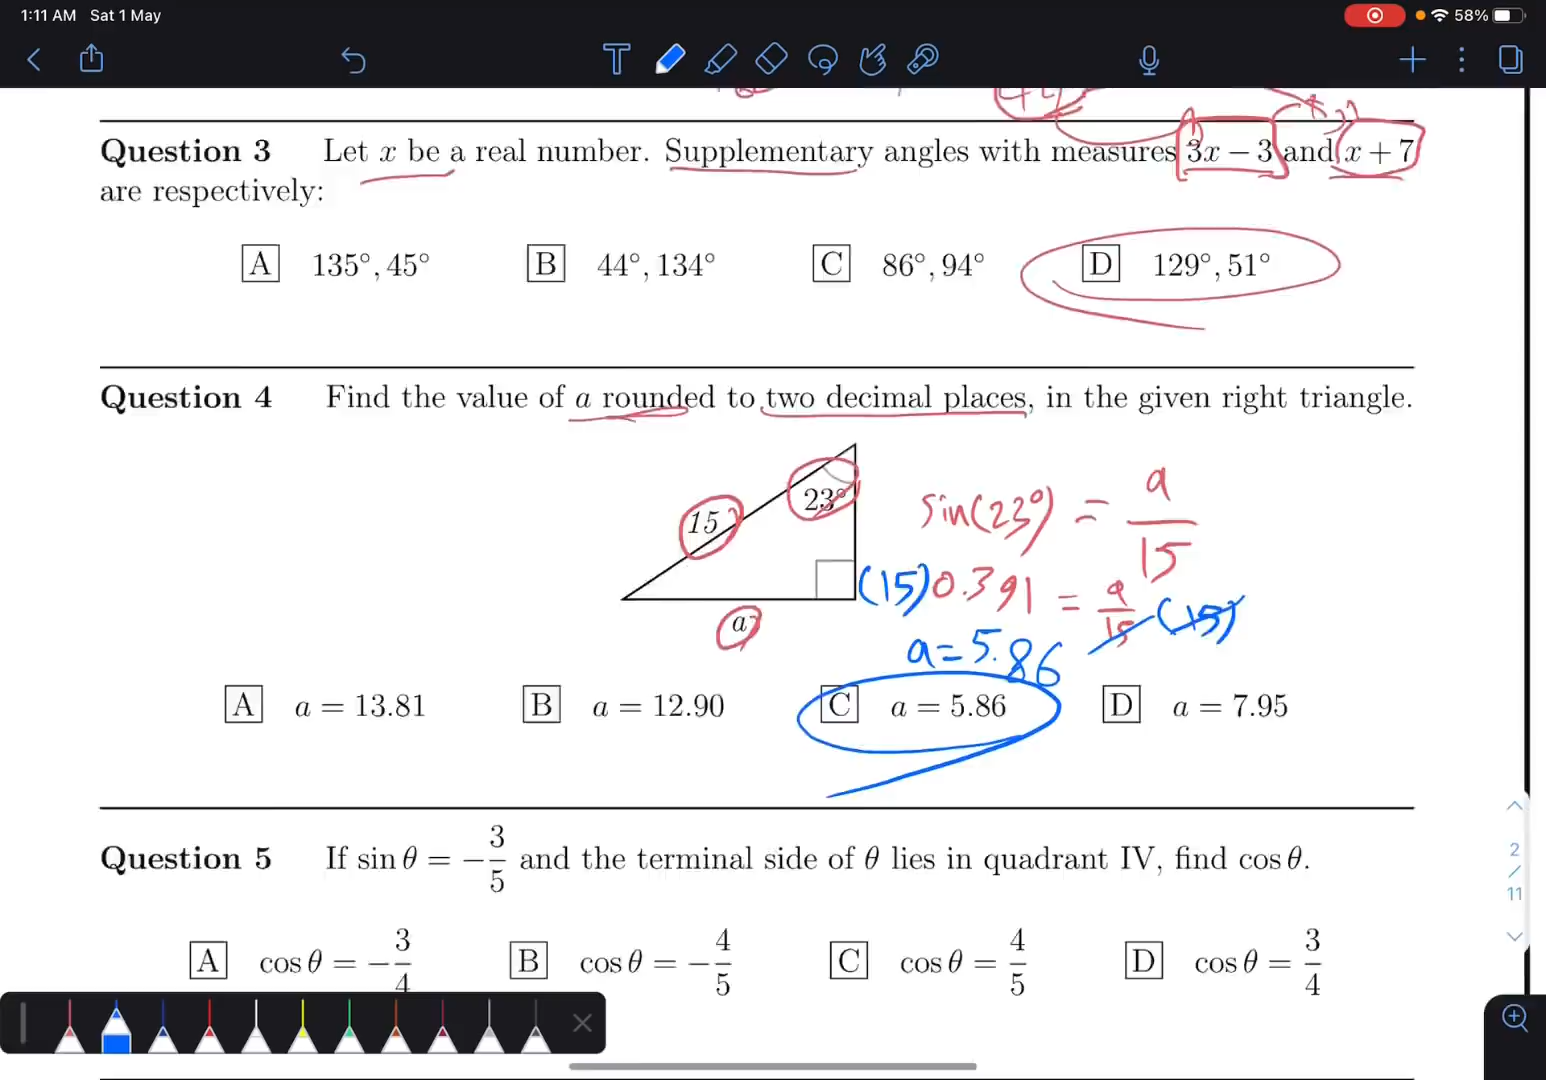 1:11 AM Sat 1 May
58%
Question 3 Let x be a real number. Supplementary angles with measures 3x − 3 and x + 7
are respectively:
A 135°, 45° B 44°, 134° C 86°, 94° D 129°, 51°
Question 4 Find the value of a rounded to two decimal places, in the given right triangle.
23°
15
a
sin(23°) = a/15
(15) 0.391 = a/15 (15)
a = 5.86
A a = 13.81 B a = 12.90 C a = 5.86 D a = 7.95
Question 5 If sin θ = −3/5 and the terminal side of θ lies in quadrant IV, find cos θ.
A cos θ = −3/4 B cos θ = −4/5 C cos θ = 4/5 D cos θ = 3/4
2
/
11